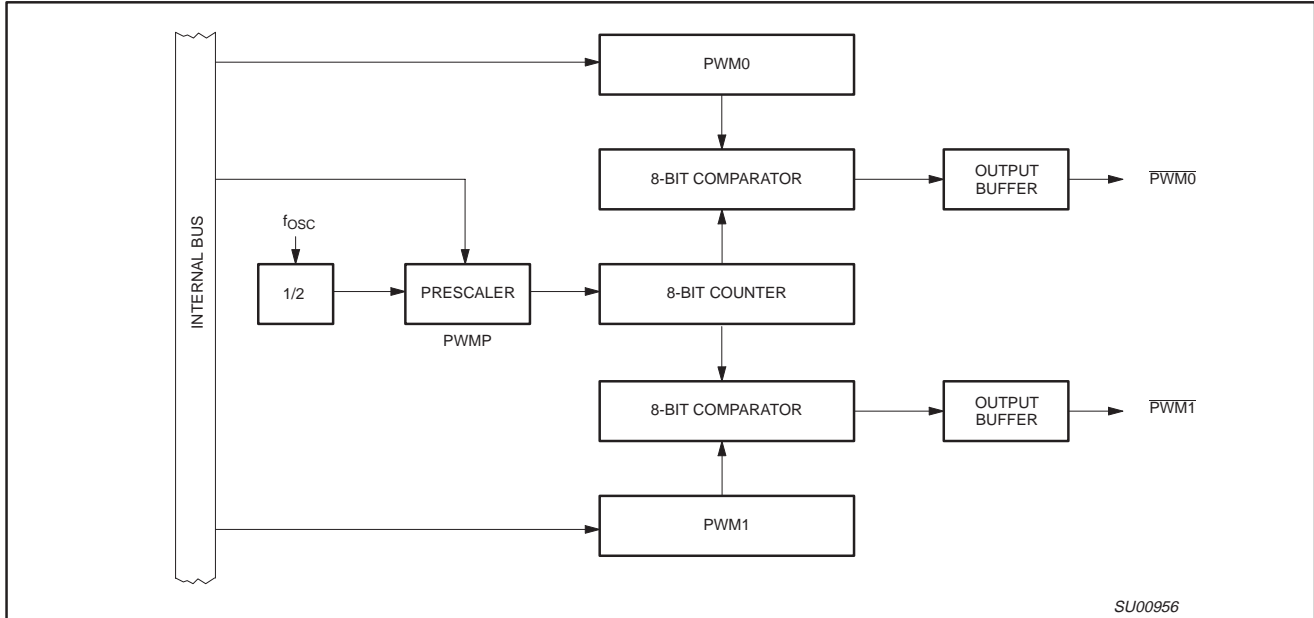 INTERNAL BUS
PWM0
8-BIT COMPARATOR
OUTPUT
BUFFER
PWM0
fOSC
1/2
PRESCALER
8-BIT COUNTER
PWMP
8-BIT COMPARATOR
OUTPUT
BUFFER
PWM1
PWM1
SU00956